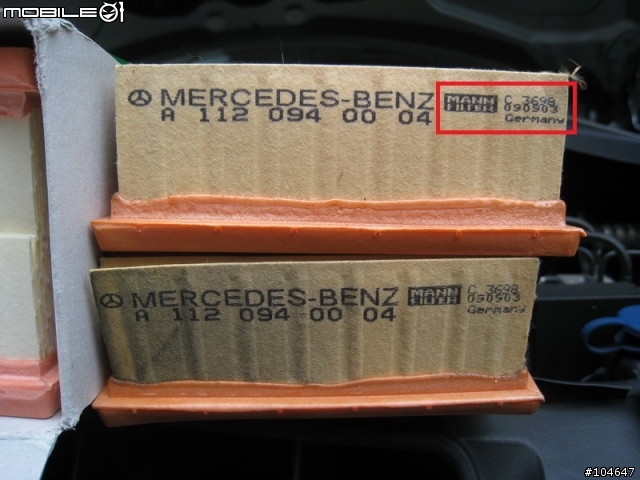 MOBILE01
MERCEDES-BENZ MANN FILTER C 3698
A 112 094 00 04 090503
Germany
MERCEDES-BENZ MANN FILTER C 3698
A 112 094 00 04 090503
Germany
#104647